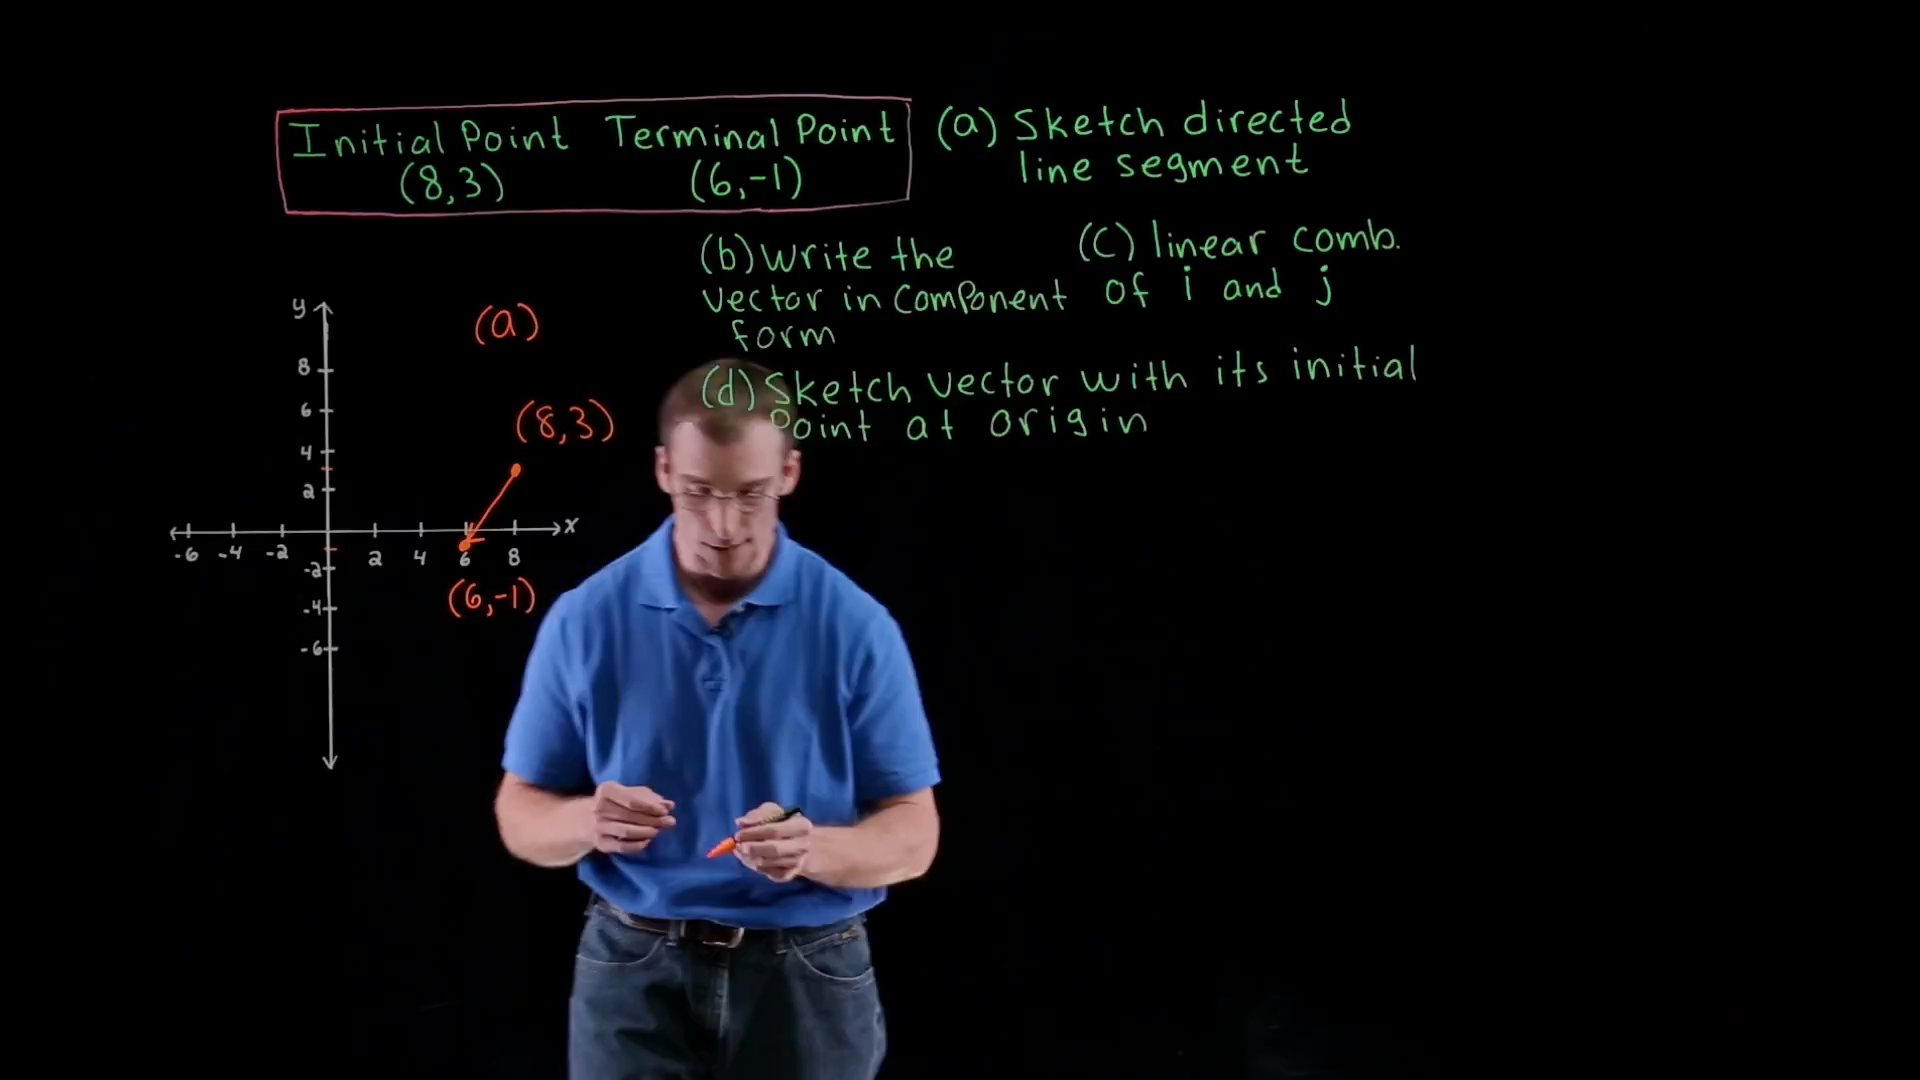 Initial Point Terminal Point
(8,3) (6,-1)
(a) Sketch directed
line segment
(b) Write the
vector in component
form
(c) linear comb.
of i and j
(d) Sketch vector with its initial
Point at origin
(a)
y
8
6
4
2
-6 -4 -2 2 4 6 8 x
-2
-4
-6
(8,3)
(6,-1)